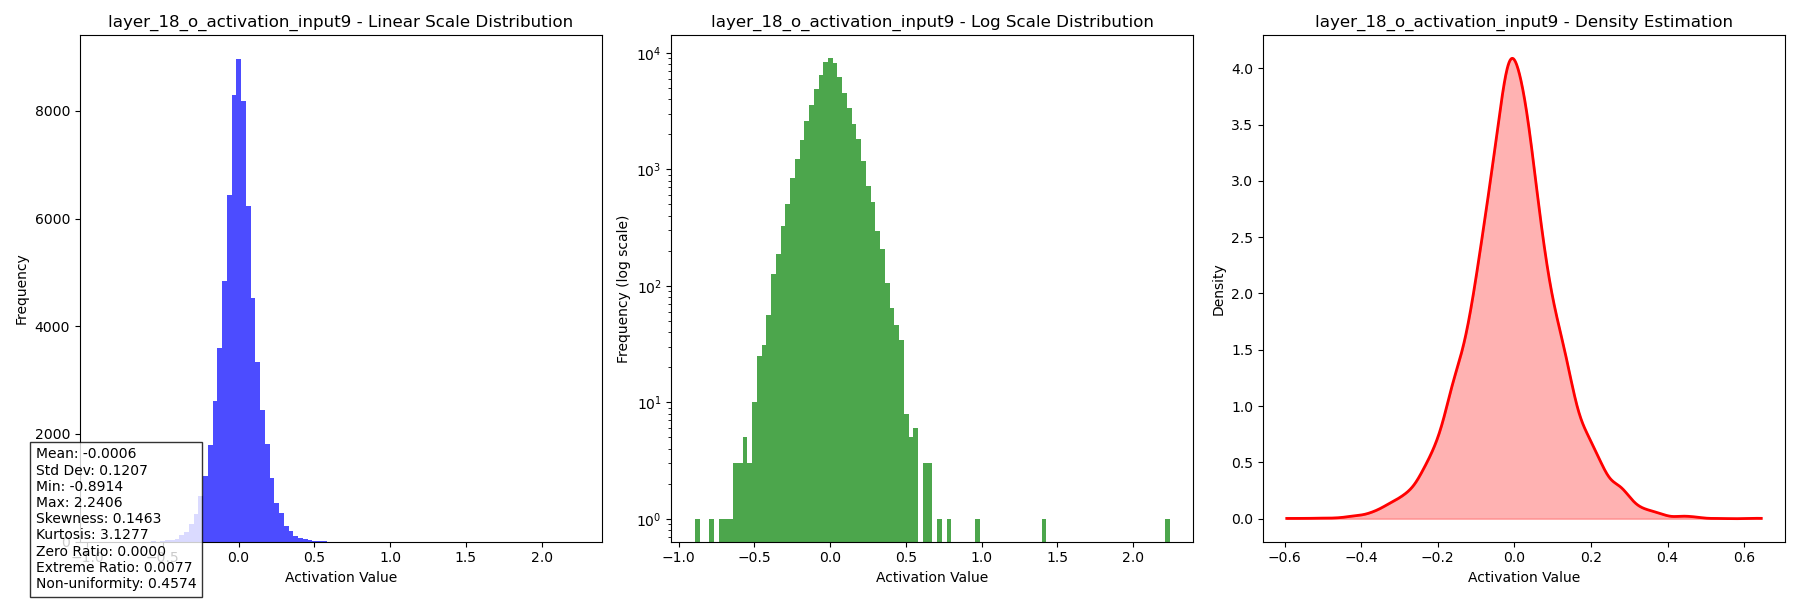 layer_18_o_activation_input9 - Linear Scale Distribution
8000
6000
4000
2000
0
Frequency
−1.0
−0.5
0.0
0.5
1.0
1.5
2.0
Activation Value
Mean: -0.0006
Std Dev: 0.1207
Min: -0.8914
Max: 2.2406
Skewness: 0.1463
Kurtosis: 3.1277
Zero Ratio: 0.0000
Extreme Ratio: 0.0077
Non-uniformity: 0.4574
layer_18_o_activation_input9 - Log Scale Distribution
10⁴
10³
10²
10¹
10⁰
Frequency (log scale)
−1.0
−0.5
0.0
0.5
1.0
1.5
2.0
Activation Value
layer_18_o_activation_input9 - Density Estimation
4.0
3.5
3.0
2.5
2.0
1.5
1.0
0.5
0.0
Density
−0.6
−0.4
−0.2
0.0
0.2
0.4
0.6
Activation Value